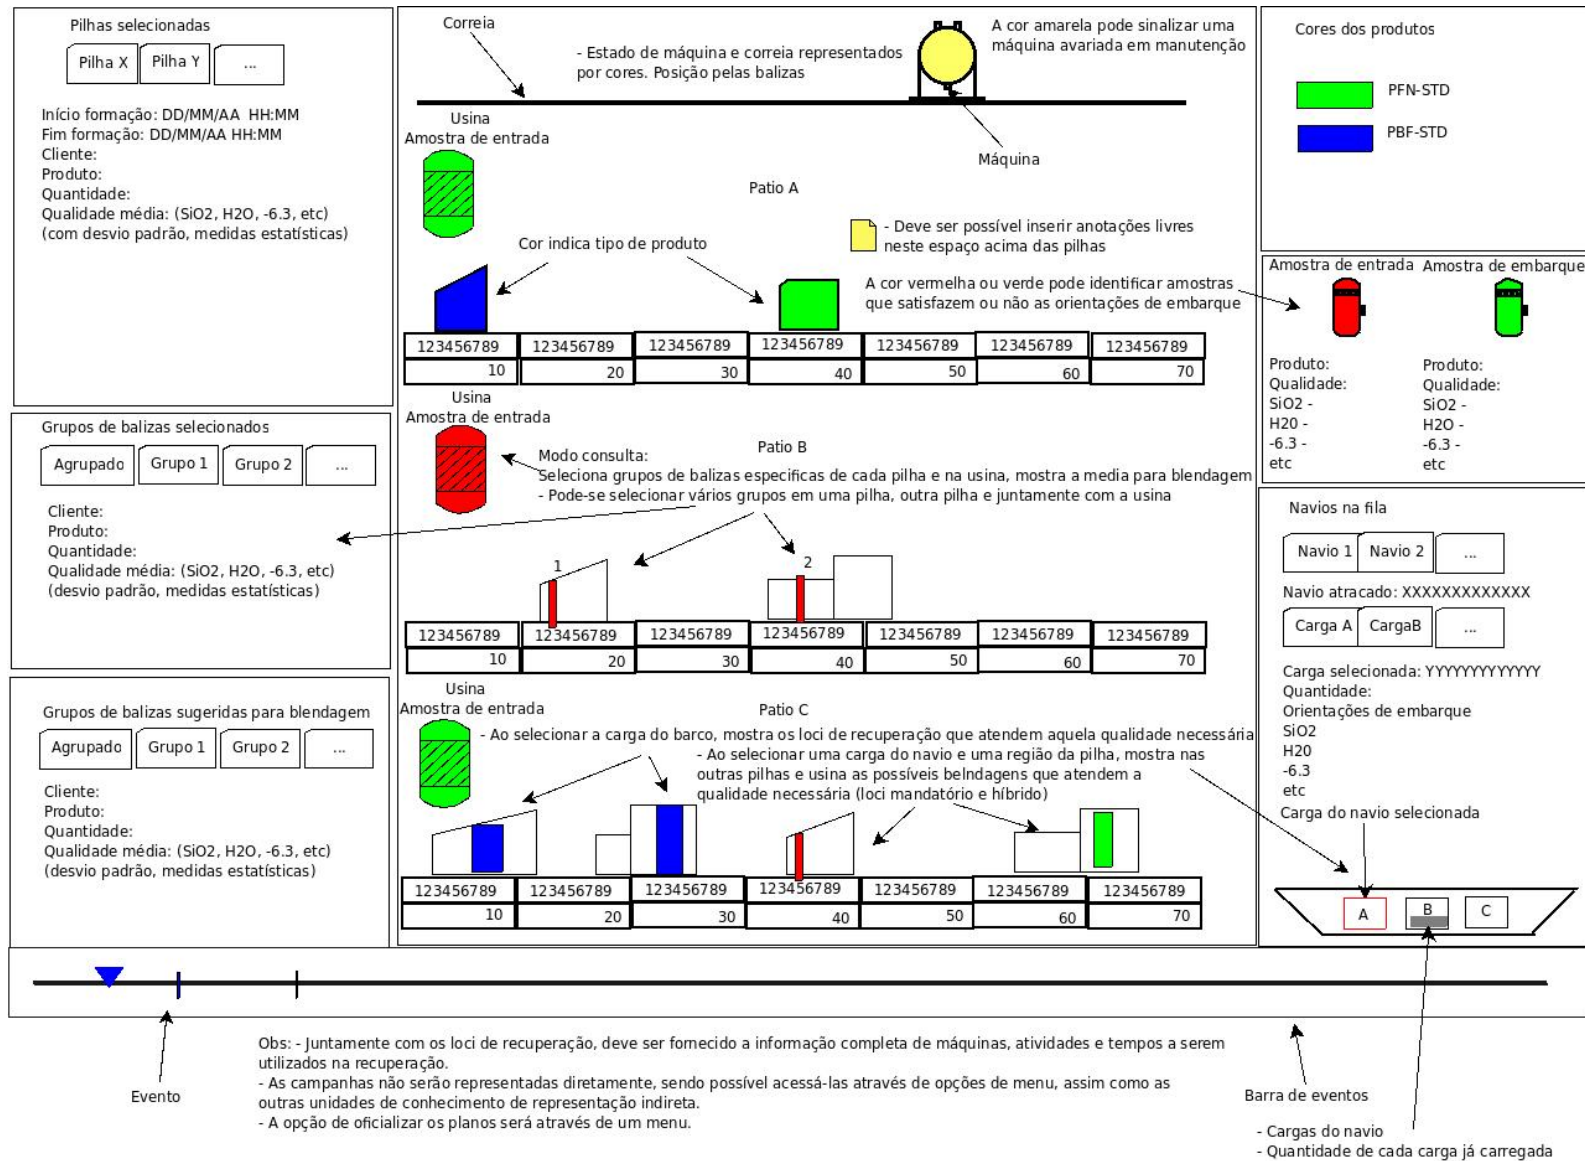 Pilhas selecionadas
Pilha X
Pilha Y
...
Início formação: DD/MM/AA  HH:MM
Fim formação: DD/MM/AA HH:MM
Cliente:
Produto:
Quantidade:
Qualidade média: (SiO2, H2O, -6.3, etc)
(com desvio padrão, medidas estatísticas)
Grupos de balizas selecionados
Agrupado
Grupo 1
Grupo 2
...
Cliente:
Produto:
Quantidade:
Qualidade média: (SiO2, H2O, -6.3, etc)
(desvio padrão, medidas estatísticas)
Grupos de balizas sugeridas para blendagem
Agrupado
Grupo 1
Grupo 2
...
Cliente:
Produto:
Quantidade:
Qualidade média: (SiO2, H2O, -6.3, etc)
(desvio padrão, medidas estatísticas)
Correia
- Estado de máquina e correia representados
por cores. Posição pelas balizas
A cor amarela pode sinalizar uma
máquina avariada em manutenção
Máquina
Usina
Amostra de entrada
Patio A
- Deve ser possível inserir anotações livres
neste espaço acima das pilhas
Cor indica tipo de produto
A cor vermelha ou verde pode identificar amostras
que satisfazem ou não as orientações de embarque
123456789 123456789 123456789 123456789 123456789 123456789 123456789
10 20 30 40 50 60 70
Usina
Amostra de entrada
Patio B
Modo consulta:
Seleciona grupos de balizas especificas de cada pilha e na usina, mostra a media para blendagem
- Pode-se selecionar vários grupos em uma pilha, outra pilha e juntamente com a usina
1
2
123456789 123456789 123456789 123456789 123456789 123456789 123456789
10 20 30 40 50 60 70
Usina
Amostra de entrada
Patio C
- Ao selecionar a carga do barco, mostra os loci de recuperação que atendem aquela qualidade necessária
- Ao selecionar uma carga do navio e uma região da pilha, mostra nas
outras pilhas e usina as possíveis belndagens que atendem a
qualidade necessária (loci mandatório e híbrido)
123456789 123456789 123456789 123456789 123456789 123456789 123456789
10 20 30 40 50 60 70
Cores dos produtos
PFN-STD
PBF-STD
Amostra de entrada
Produto:
Qualidade:
SiO2 -
H20 -
-6.3 -
etc
Amostra de embarque
Produto:
Qualidade:
SiO2 -
H2O -
-6.3 -
etc
Navios na fila
Navio 1
Navio 2
...
Navio atracado: XXXXXXXXXXXXX
Carga A
CargaB
...
Carga selecionada: YYYYYYYYYYYYY
Quantidade:
Orientações de embarque
SiO2
H20
-6.3
etc
Carga do navio selecionada
A
B
C
Evento
Obs: - Juntamente com os loci de recuperação, deve ser fornecido a informação completa de máquinas, atividades e tempos a serem
utilizados na recuperação.
- As campanhas não serão representadas diretamente, sendo possível acessá-las através de opções de menu, assim como as
outras unidades de conhecimento de representação indireta.
- A opção de oficializar os planos será através de um menu.
Barra de eventos
- Cargas do navio
- Quantidade de cada carga já carregada